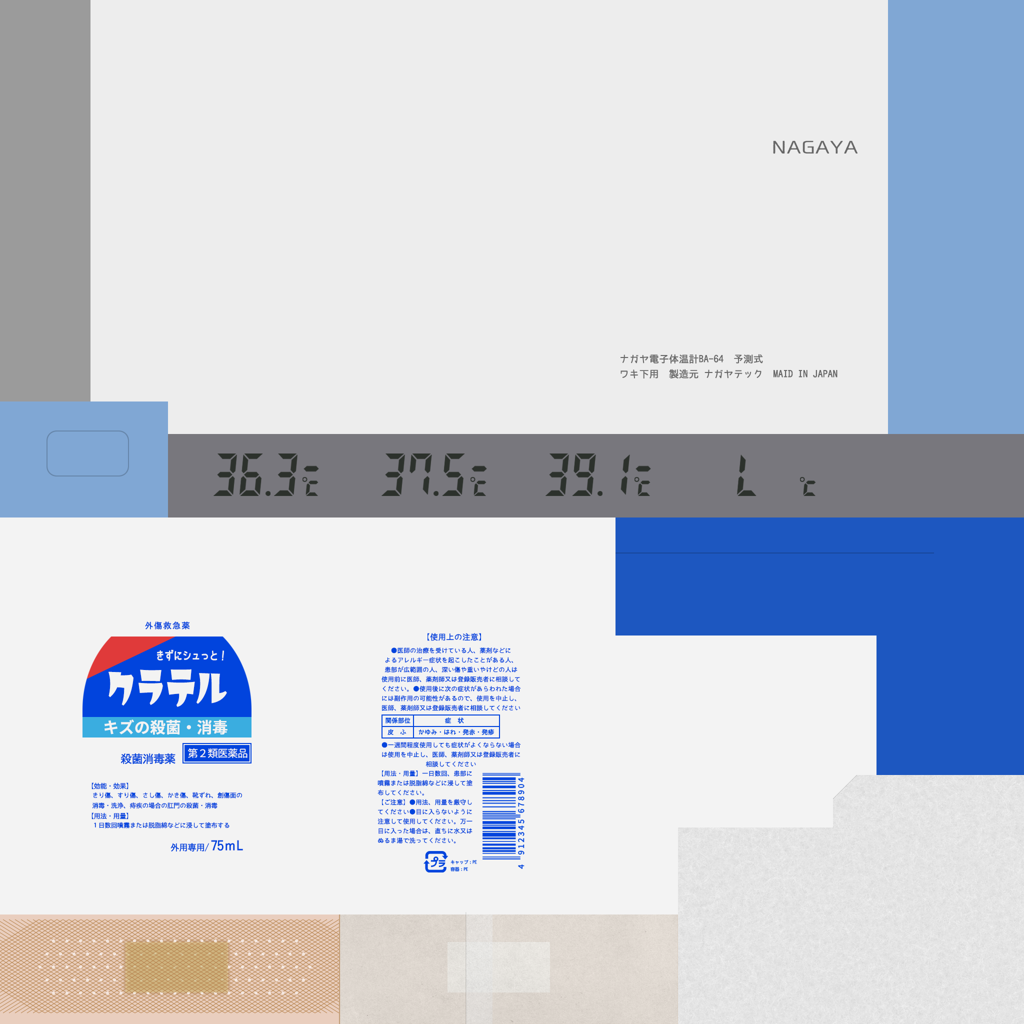 NAGAYA
ナガヤ電子体温計BA-64　予測式
ワキ下用　製造元 ナガヤテック　MAID IN JAPAN
36.3℃
37.5℃
39.1℃
L ℃
外傷救急薬
きずにシュっと！
クラテル
キズの殺菌・消毒
殺菌消毒薬
第２類医薬品
【効能・効果】
きり傷、すり傷、さし傷、かき傷、靴ずれ、創傷面の
消毒・洗浄、痔疾の場合の肛門の殺菌・消毒
【用法・用量】
１日数回噴霧または脱脂綿などに浸して塗布する
外用専用/75mL
【使用上の注意】
●医師の治療を受けている人、薬剤などに
よるアレルギー症状を起こしたことがある人、
患部が広範囲の人、深い傷や重いやけどの人は
使用前に医師、薬剤師又は登録販売者に相談して
ください。●使用後に次の症状があらわれた場合
には副作用の可能性があるので、使用を中止し、
医師、薬剤師又は登録販売者に相談してください
関係部位　症　状
皮　ふ　かゆみ・はれ・発赤・発疹
●一週間程度使用しても症状がよくならない場合
は使用を中止し、医師、薬剤師又は登録販売者に
相談してください
【用法・用量】一日数回、患部に
噴霧または脱脂綿などに浸して塗
布してください。
【ご注意】●用法、用量を厳守し
てください●目に入らないように
注意して使用してください。万一
目に入った場合は、直ちに水又は
ぬるま湯で洗ってください。
4 912345 678904
プラ
キャップ：PE
容器：PE